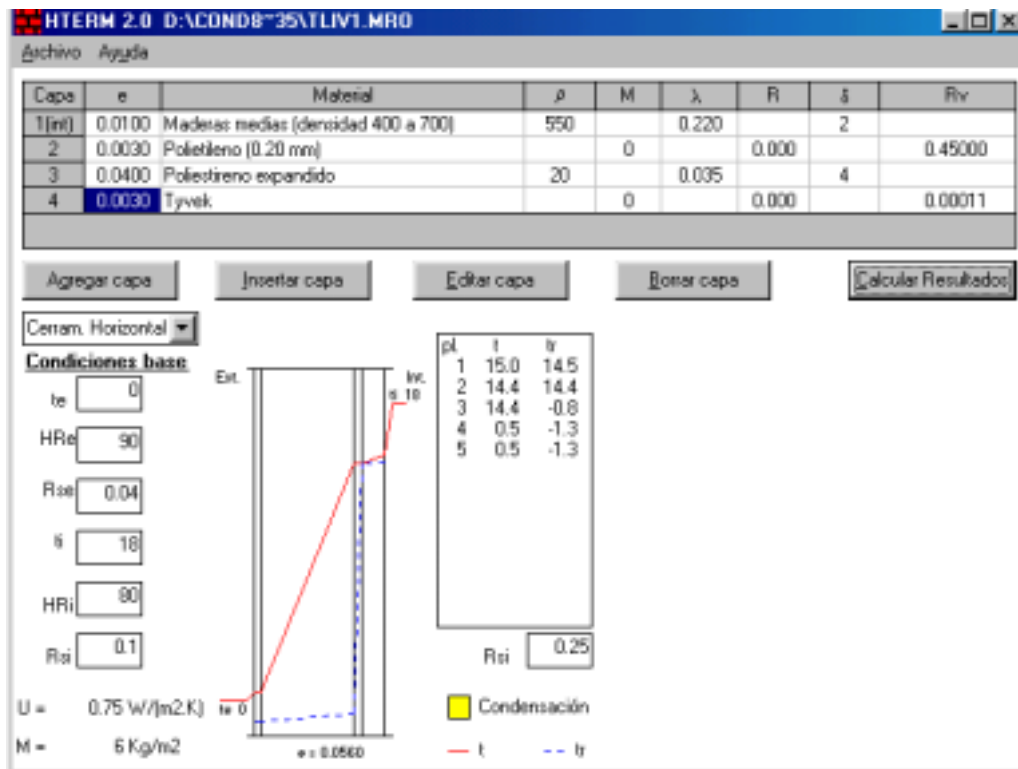 HTERM 2.0 D:\COND8~35\TLIV1.MRO
Archivo Ayuda
Capa e Material ρ M λ R δ Rv
1(int) 0.0100 Maderas medias (densidad 400 a 700) 550 0.220 2
2 0.0030 Polietileno (0.20 mm) 0 0.000 0.45000
3 0.0400 Poliestireno expandido 20 0.035 4
4 0.0030 Tyvek 0 0.000 0.00011
Agregar capa Insertar capa Editar capa Borrar capa Calcular Resultados
Cerram. Horizontal
Condiciones base
te 0
HRe 90
Rse 0.04
ti 18
HRi 80
Rsi 0.1
U = 0.75 W/(m2.K)
M = 6 Kg/m2
Ext. Int.
ti 18
te 0
e = 0.0560
pl. t tr
1 15.0 14.5
2 14.4 14.4
3 14.4 -0.8
4 0.5 -1.3
5 0.5 -1.3
Rsi 0.25
Condensación
t tr